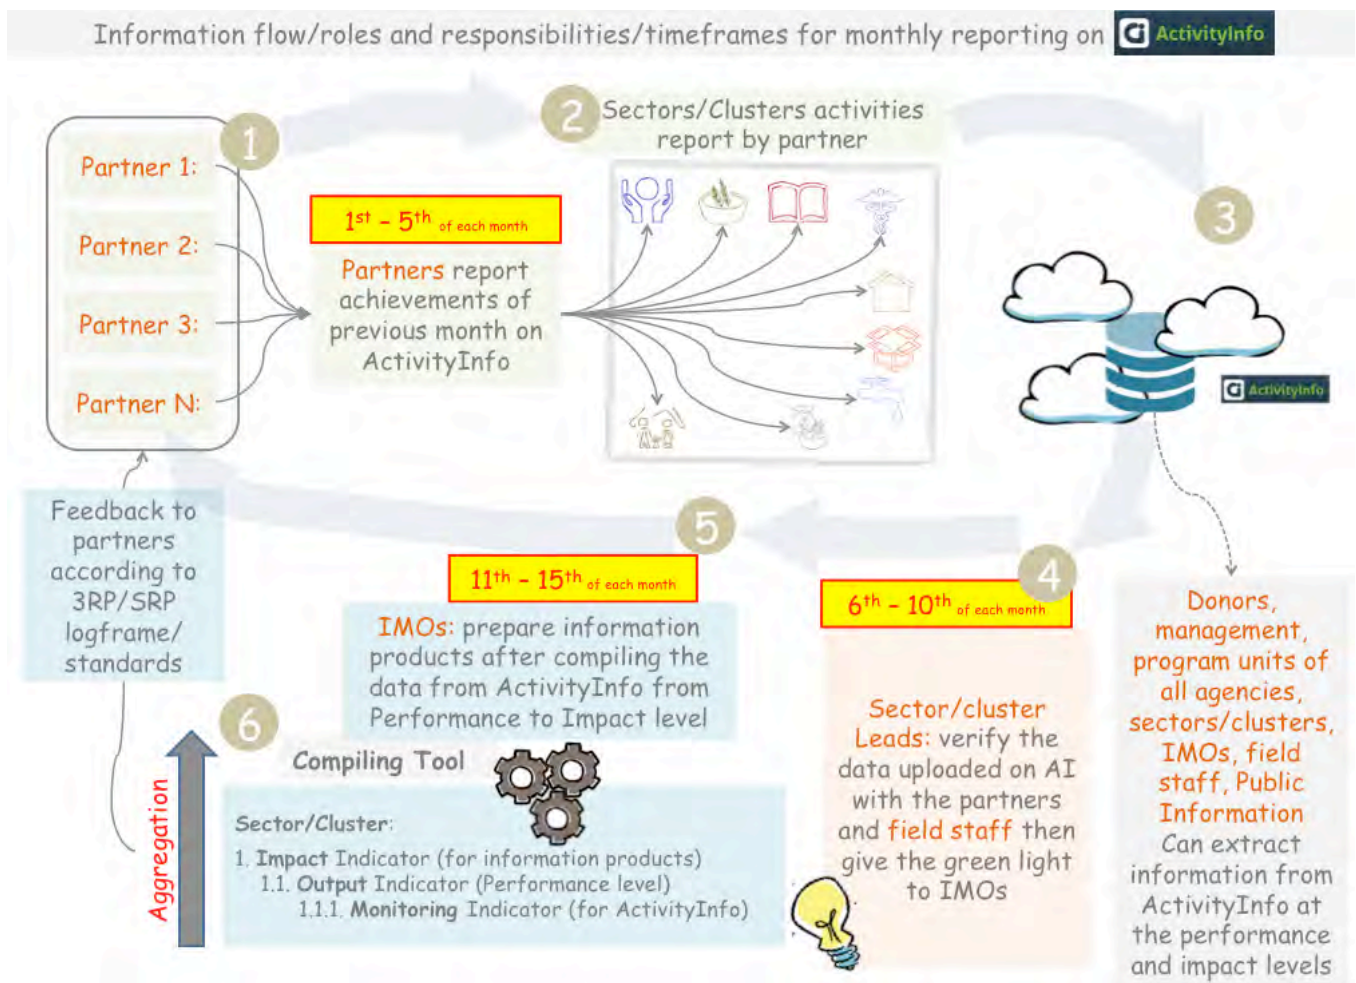 Information flow/roles and responsibilities/timeframes for monthly reporting on
ActivityInfo
1
Partner 1:
Partner 2:
Partner 3:
Partner N:
1st - 5th of each month
Partners report
achievements of
previous month on
ActivityInfo
2
Sectors/Clusters activities
report by partner
3
ActivityInfo
Feedback to
partners
according to
3RP/SRP
logframe/
standards
5
11th - 15th of each month
IMOs: prepare information
products after compiling the
data from ActivityInfo from
Performance to Impact level
4
6th - 10th of each month
Sector/cluster
Leads: verify the
data uploaded on AI
with the partners
and field staff then
give the green light
to IMOs
Donors,
management,
program units of
all agencies,
sectors/clusters,
IMOs, field
staff, Public
Information
Can extract
information from
ActivityInfo at
the performance
and impact levels
6
Compiling Tool
Aggregation
Sector/Cluster:
1. Impact Indicator (for information products)
1.1. Output Indicator (Performance level)
1.1.1. Monitoring Indicator (for ActivityInfo)